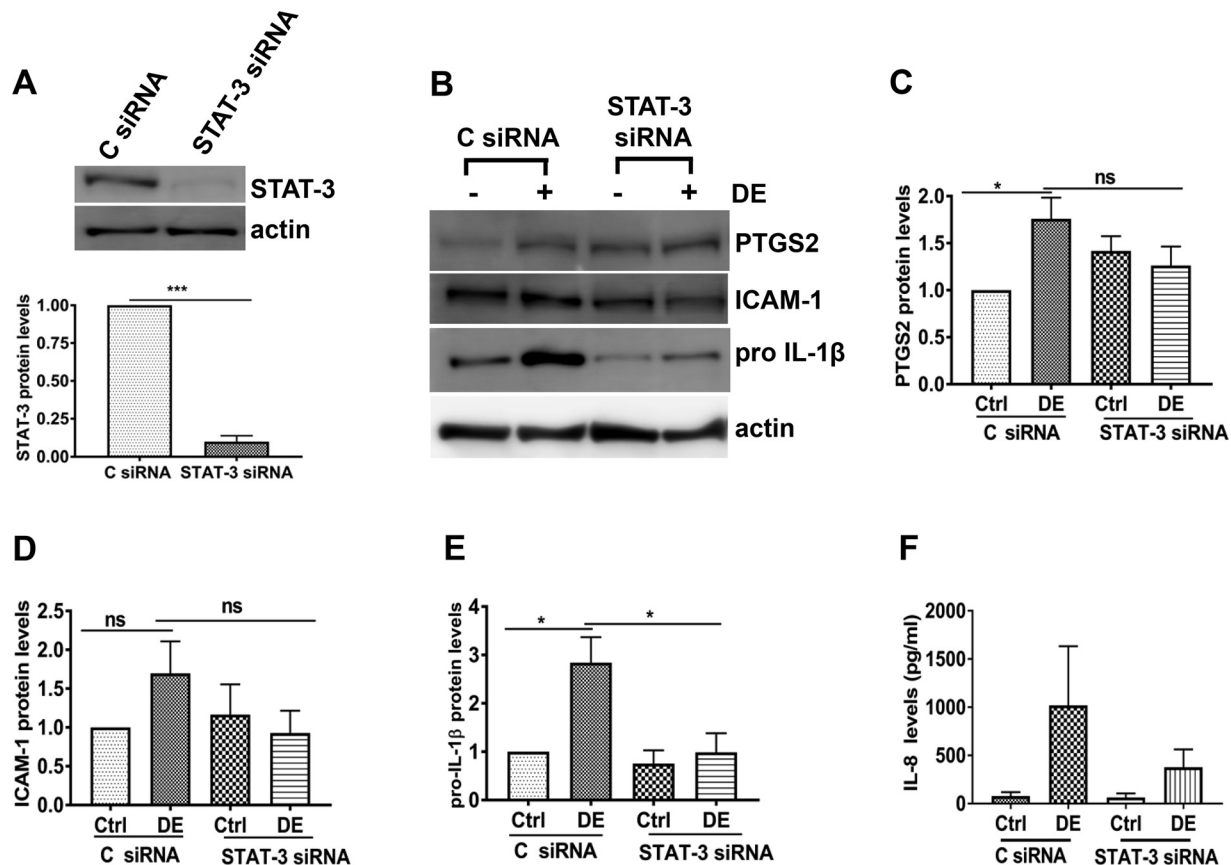 A
C siRNA
STAT-3 siRNA
STAT-3
actin
STAT-3 protein levels
***
1.00
0.75
0.50
0.25
0.00
C siRNA STAT-3 siRNA
B
C siRNA
STAT-3
siRNA
- + - + DE
PTGS2
ICAM-1
pro IL-1β
actin
C
PTGS2 protein levels
* ns
2.0
1.5
1.0
0.5
0.0
Ctrl DE Ctrl DE
C siRNA STAT-3 siRNA
D
ICAM-1 protein levels
ns ns
2.5
2.0
1.5
1.0
0.5
0.0
Ctrl DE Ctrl DE
C siRNA STAT-3 siRNA
E
pro-IL-1β protein levels
* *
4
3
2
1
0
Ctrl DE Ctrl DE
C siRNA STAT-3 siRNA
F
IL-8 levels (pg/ml)
2000
1500
1000
500
0
Ctrl DE Ctrl DE
C siRNA STAT-3 siRNA